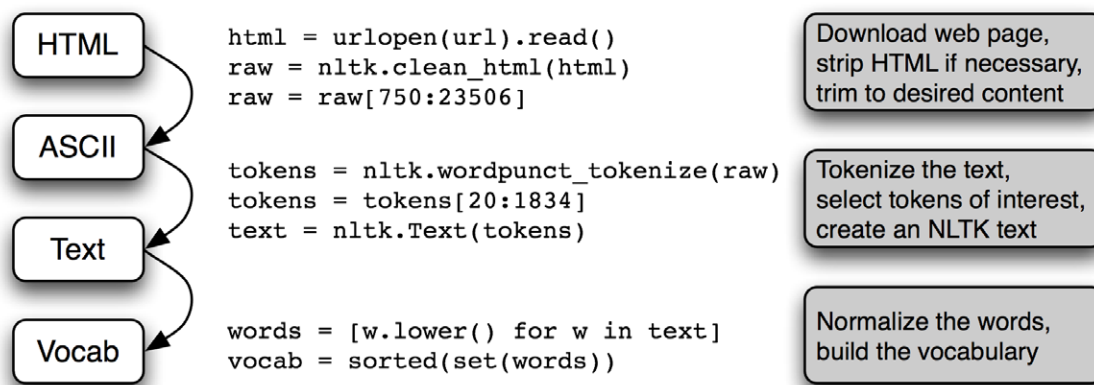 HTML
html = urlopen(url).read()
raw = nltk.clean_html(html)
raw = raw[750:23506]
Download web page,
strip HTML if necessary,
trim to desired content
ASCII
tokens = nltk.wordpunct_tokenize(raw)
tokens = tokens[20:1834]
text = nltk.Text(tokens)
Tokenize the text,
select tokens of interest,
create an NLTK text
Text
Vocab
words = [w.lower() for w in text]
vocab = sorted(set(words))
Normalize the words,
build the vocabulary